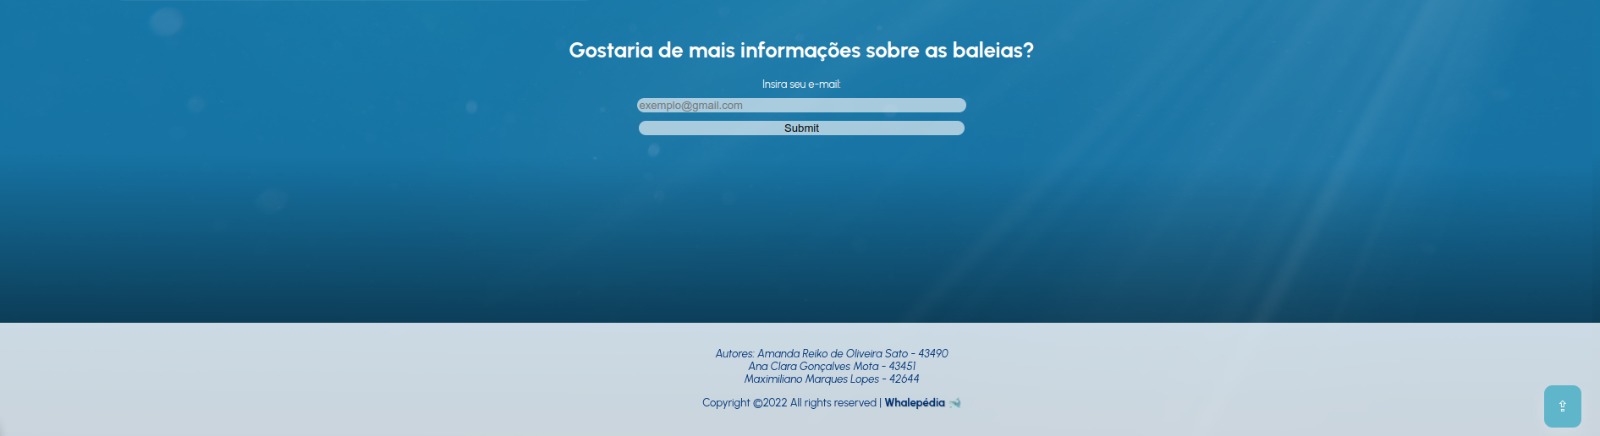 Gostaria de mais informações sobre as baleias?
Insira seu e-mail:
exemplo@gmail.com
Submit
Autores: Amanda Reiko de Oliveira Sato - 43490
Ana Clara Gonçalves Mota - 43451
Maximiliano Marques Lopes - 42644
Copyright ©2022 All rights reserved | Whalepédia